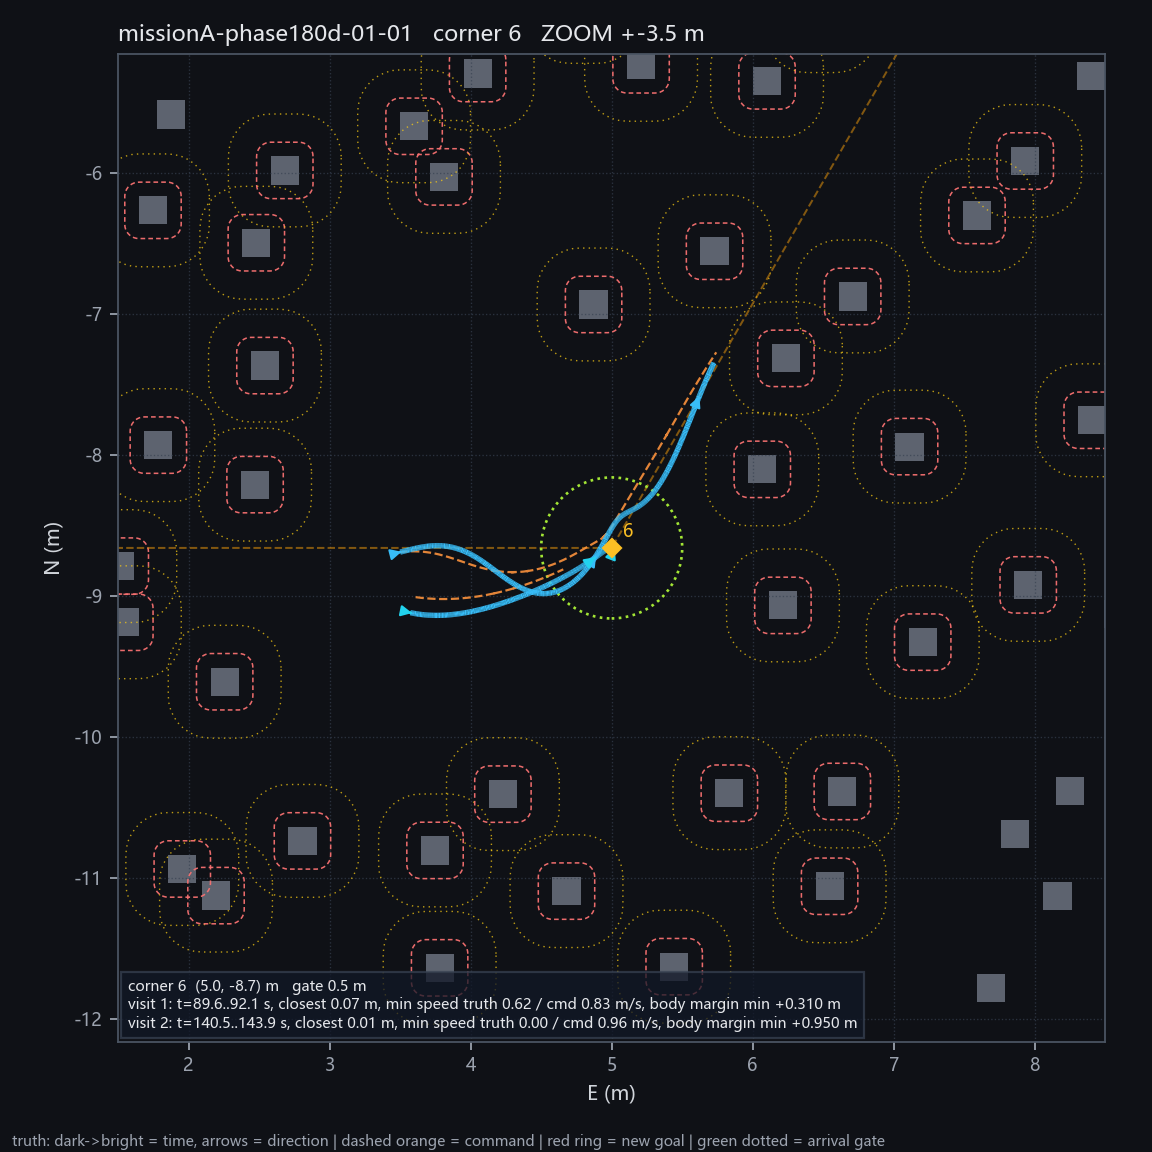 missionA-phase180d-01-01 corner 6 ZOOM +-3.5 m
-6
-7
-8
-9
-10
-11
-12
N (m)
6
corner 6 (5.0, -8.7) m gate 0.5 m
visit 1: t=89.6..92.1 s, closest 0.07 m, min speed truth 0.62 / cmd 0.83 m/s, body margin min +0.310 m
visit 2: t=140.5..143.9 s, closest 0.01 m, min speed truth 0.00 / cmd 0.96 m/s, body margin min +0.950 m
2 3 4 5 6 7 8
E (m)
truth: dark->bright = time, arrows = direction | dashed orange = command | red ring = new goal | green dotted = arrival gate